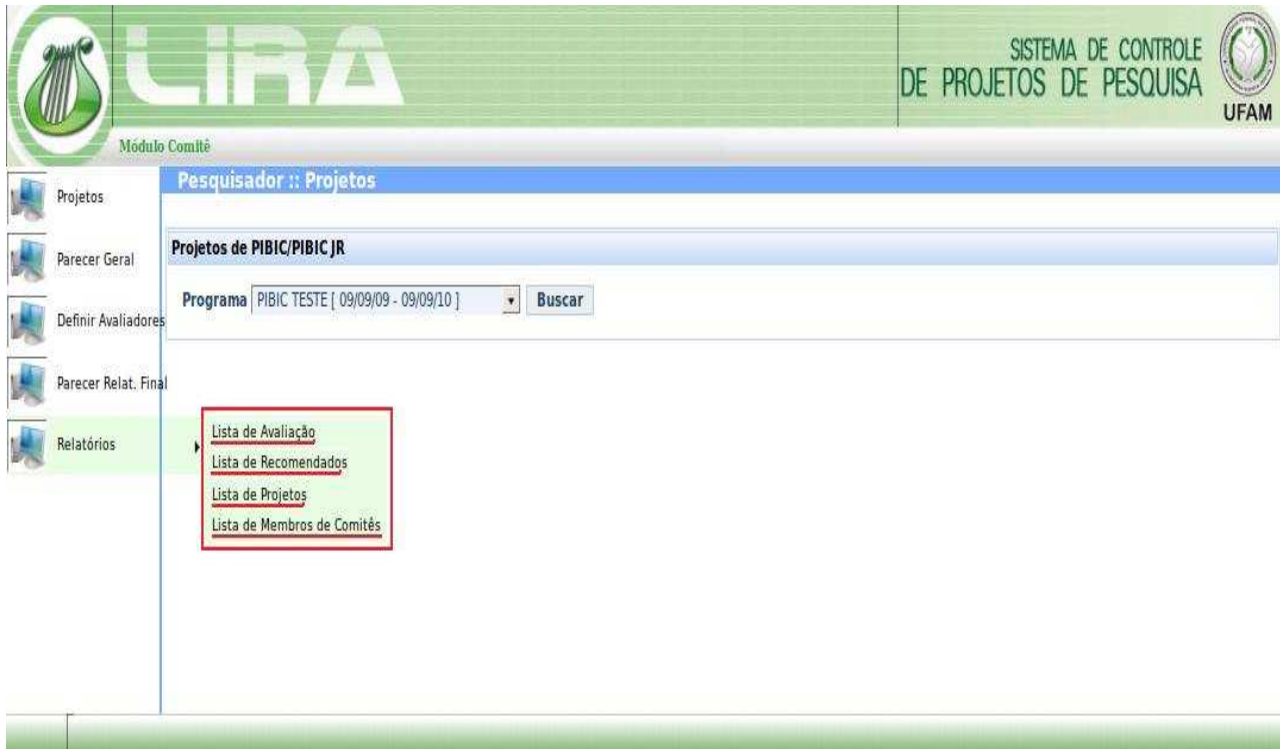 LIRA
SISTEMA DE CONTROLE
DE PROJETOS DE PESQUISA
UFAM
Módulo Comitê
Projetos
Parecer Geral
Definir Avaliadores
Parecer Relat. Final
Relatórios
Pesquisador :: Projetos
Projetos de PIBIC/PIBIC JR
Programa PIBIC TESTE [ 09/09/09 - 09/09/10 ] Buscar
Lista de Avaliação
Lista de Recomendados
Lista de Projetos
Lista de Membros de Comitês